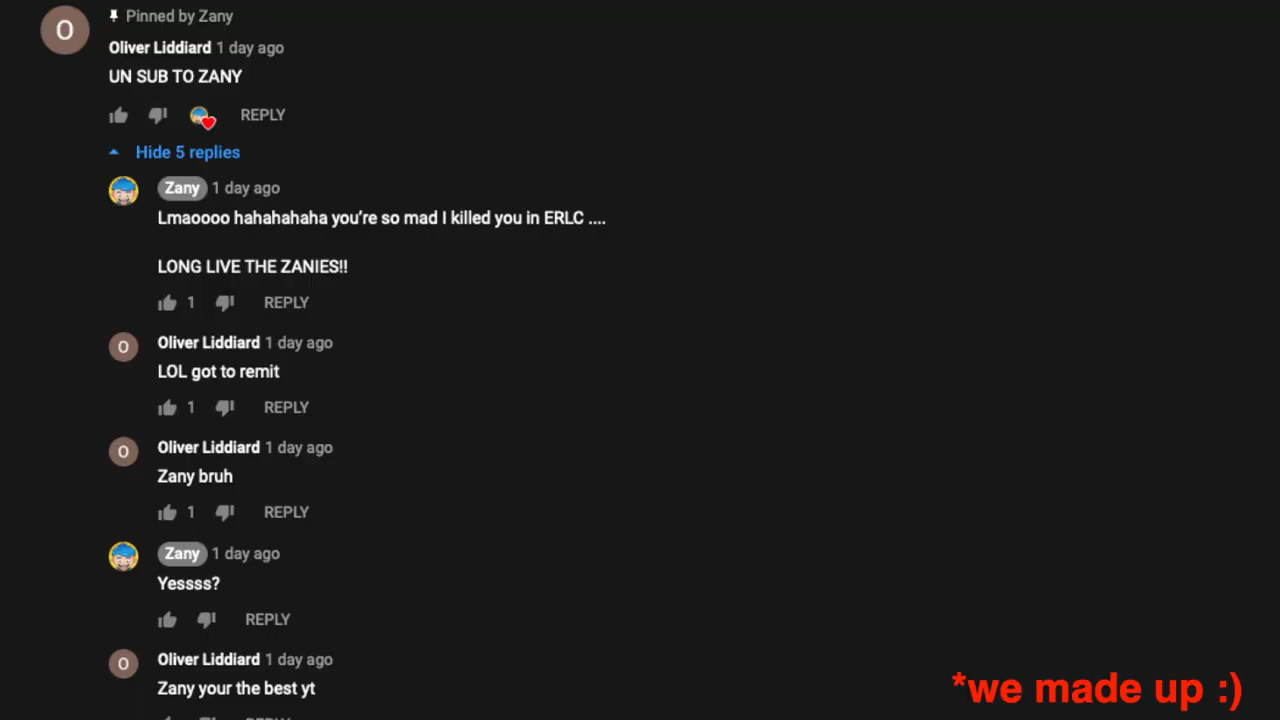 Pinned by Zany
O
Oliver Liddiard 1 day ago
UN SUB TO ZANY
REPLY
Hide 5 replies
Zany 1 day ago
Lmaoooo hahahahaha you're so mad I killed you in ERLC ....
LONG LIVE THE ZANIES!!
1 REPLY
O Oliver Liddiard 1 day ago
LOL got to remit
1 REPLY
O Oliver Liddiard 1 day ago
Zany bruh
1 REPLY
Zany 1 day ago
Yessss?
REPLY
O Oliver Liddiard 1 day ago
Zany your the best yt
*we made up :)